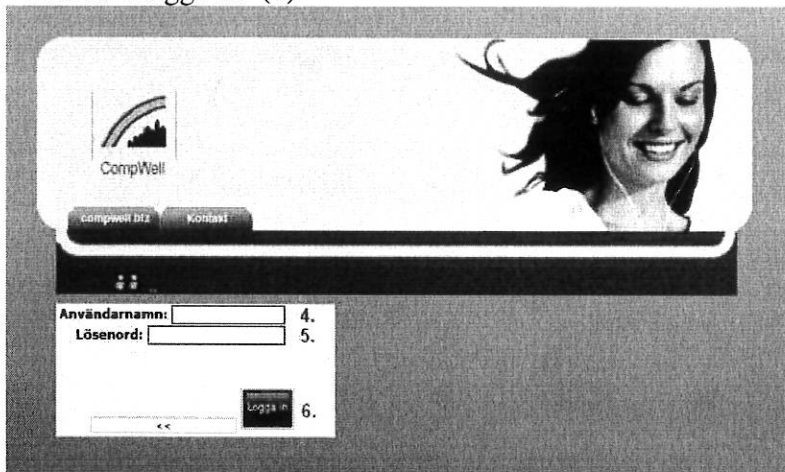 CompWell
compwell.biz Kontakt
Användarnamn: 4.
Lösenord: 5.
Logga in 6.
<<